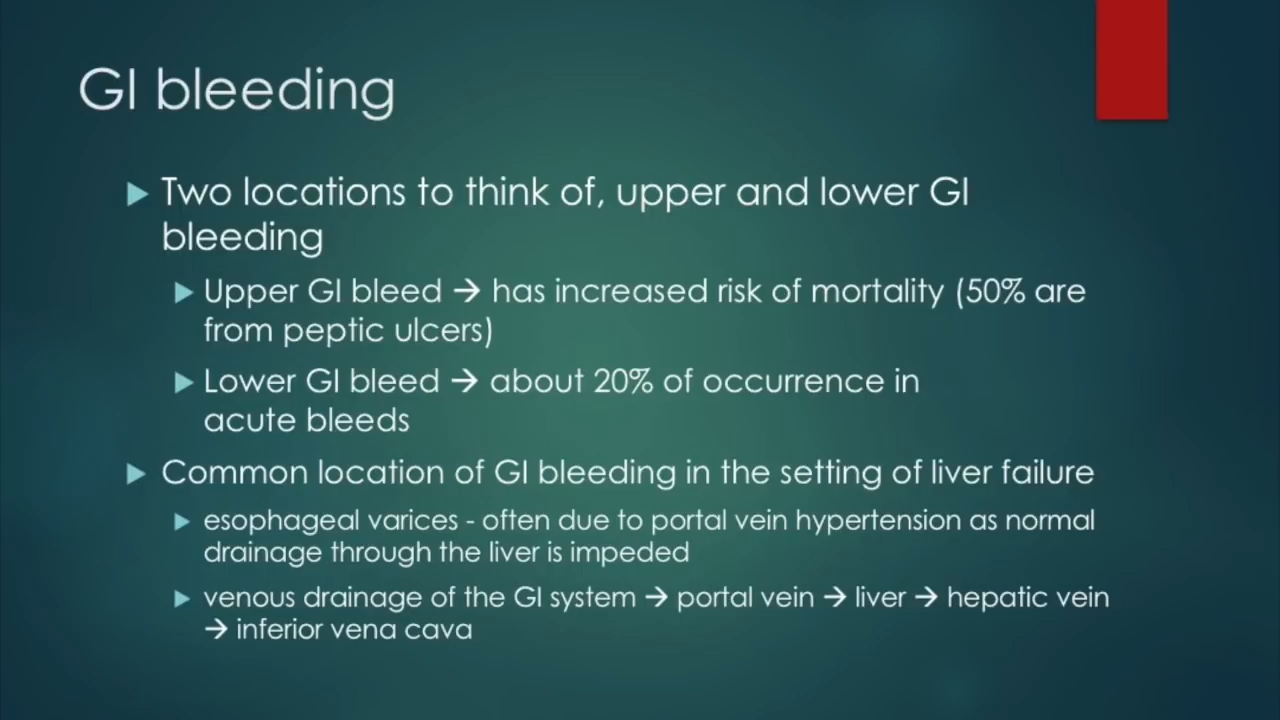 GI bleeding
Two locations to think of, upper and lower GI
bleeding
Upper GI bleed → has increased risk of mortality (50% are
from peptic ulcers)
Lower GI bleed → about 20% of occurrence in
acute bleeds
Common location of GI bleeding in the setting of liver failure
esophageal varices - often due to portal vein hypertension as normal
drainage through the liver is impeded
venous drainage of the GI system → portal vein → liver → hepatic vein
→ inferior vena cava